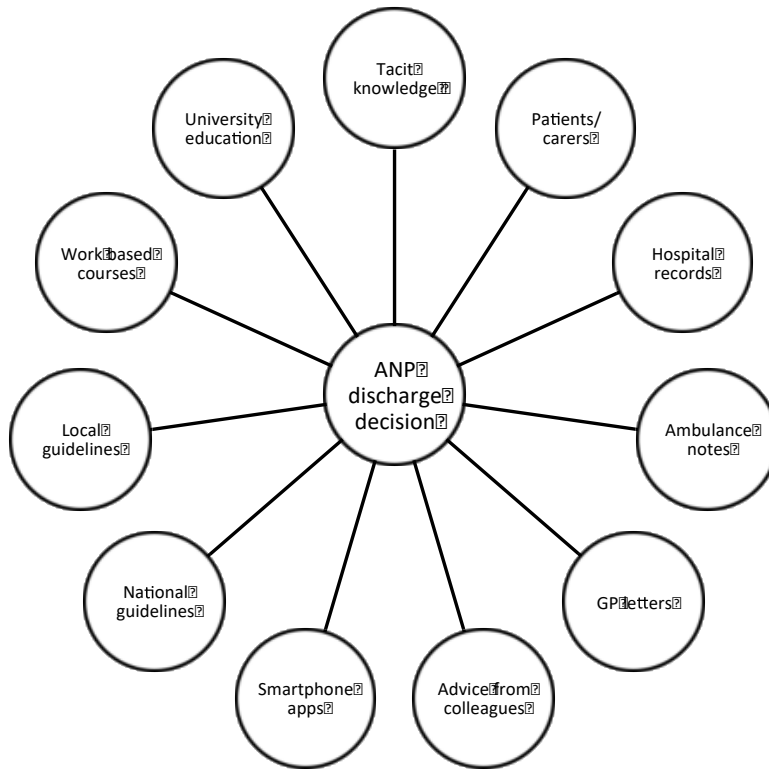 Tacit
knowledge
Patients/
carers
Hospital
records
Ambulance
notes
GP letters
Advice from
colleagues
Smartphone
apps
National
guidelines
Local
guidelines
Work based
courses
University
education
ANP
discharge
decision